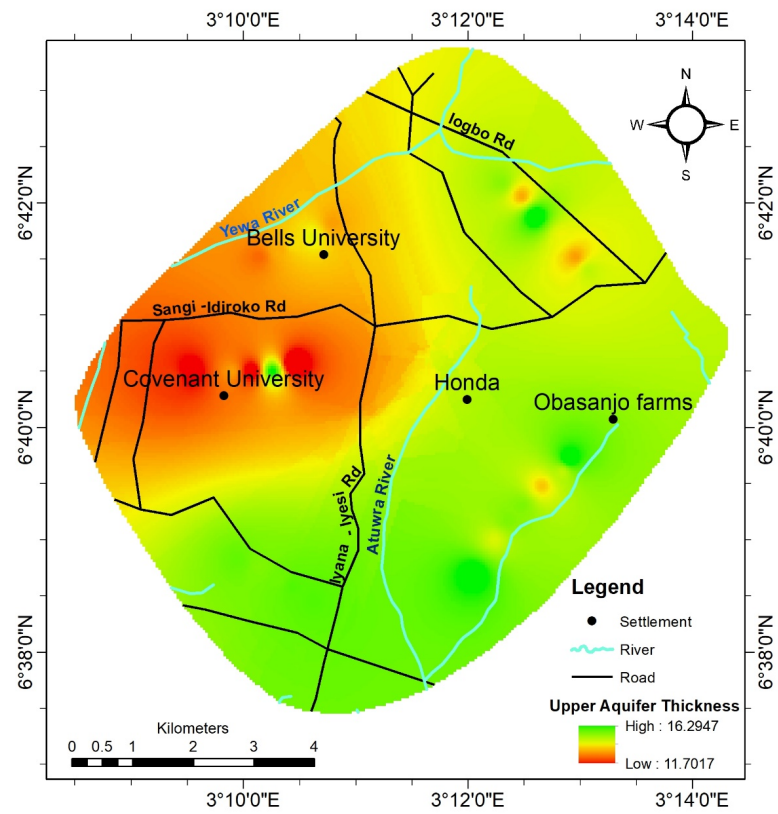 3°10'0"E
3°12'0"E
3°14'0"E
N
W
E
S
Iogbo Rd
6°42'0"N
6°42'0"N
Yewa River
Bells University
Sangi -Idiroko Rd
Covenant University
Honda
Obasanjo farms
6°40'0"N
6°40'0"N
Iyana - Iyesi Rd
Atuwra River
Legend
Settlement
River
Road
6°38'0"N
6°38'0"N
Upper Aquifer Thickness
High : 16.2947
Low : 11.7017
Kilometers
0 0.5 1 2 3 4
3°10'0"E
3°12'0"E
3°14'0"E